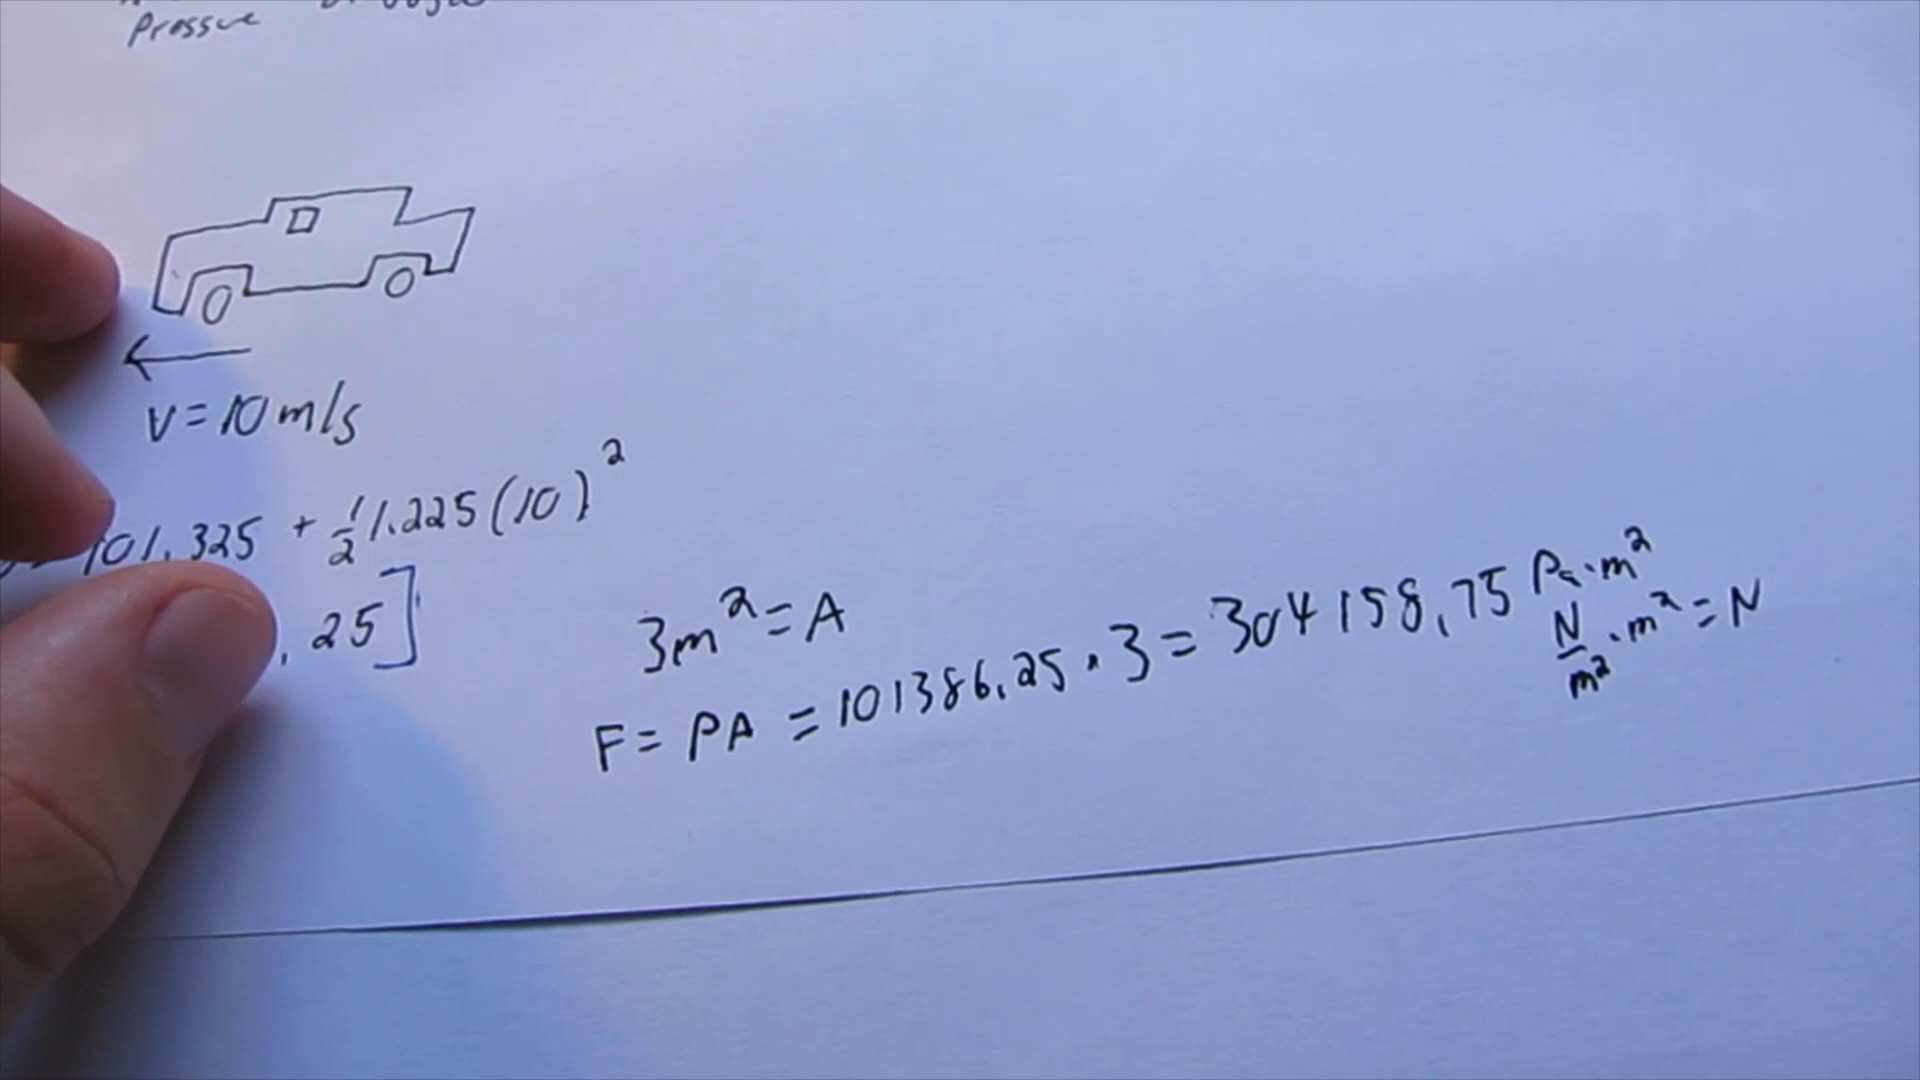 Pressue
V = 10 m/s
101.325 + 1/2 1.225 (10)²
, 25]
3m² = A
F = PA = 101386.25 · 3 = 304158,75 Pa·m²
N/m² · m² = N